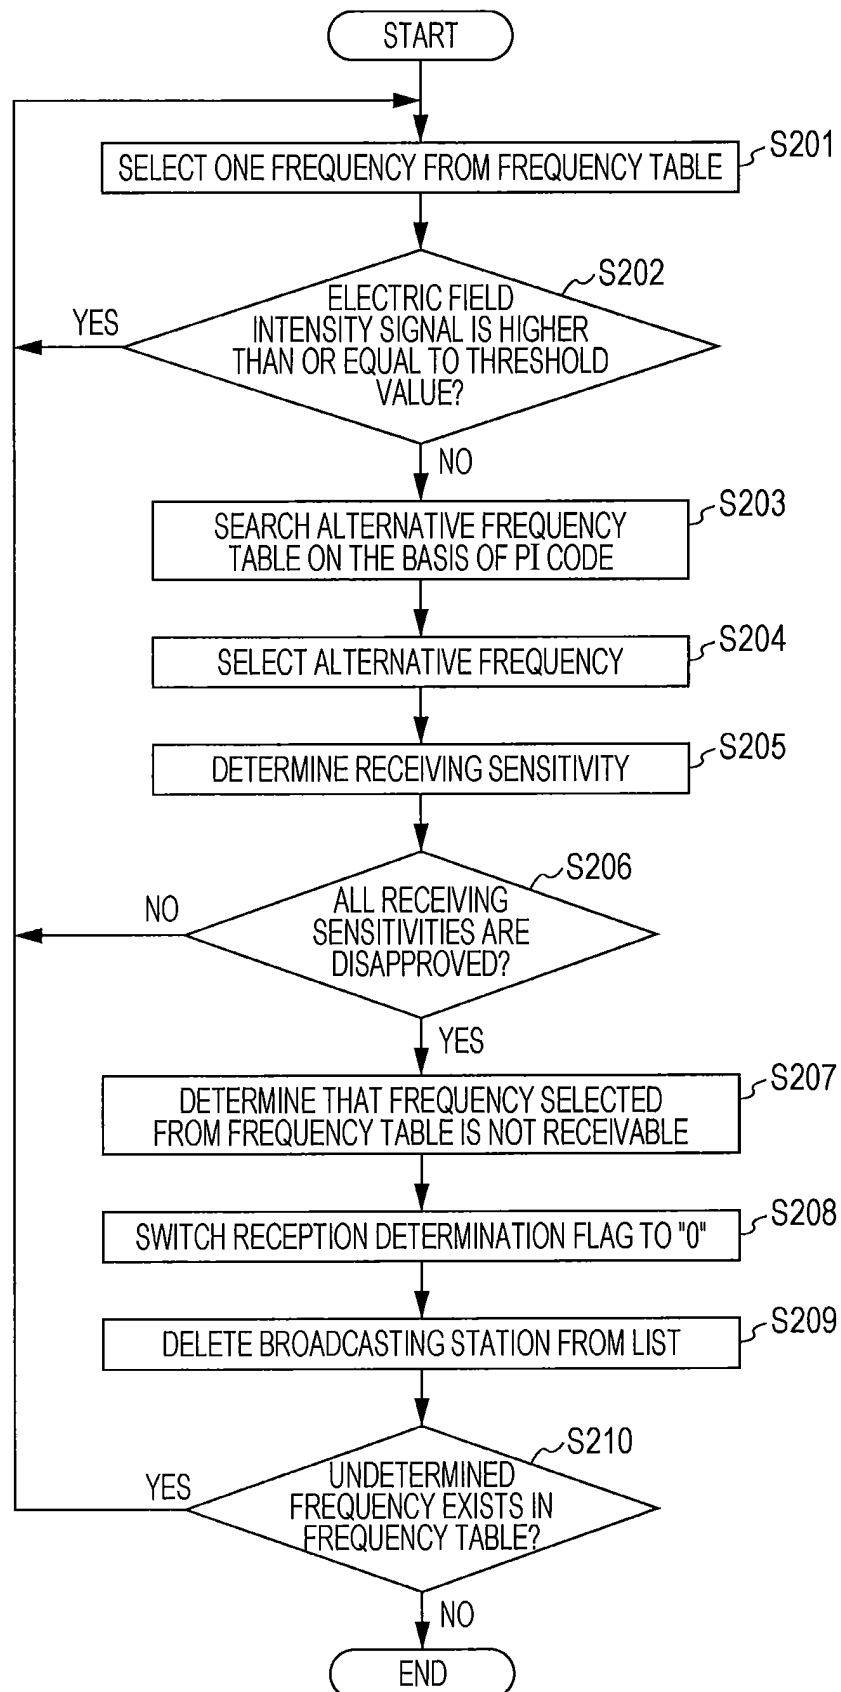 START
S201
SELECT ONE FREQUENCY FROM FREQUENCY TABLE
S202
ELECTRIC FIELD
INTENSITY SIGNAL IS HIGHER
THAN OR EQUAL TO THRESHOLD
VALUE?
YES
NO
S203
SEARCH ALTERNATIVE FREQUENCY
TABLE ON THE BASIS OF PI CODE
S204
SELECT ALTERNATIVE FREQUENCY
S205
DETERMINE RECEIVING SENSITIVITY
S206
ALL RECEIVING
SENSITIVITIES ARE
DISAPPROVED?
NO
YES
S207
DETERMINE THAT FREQUENCY SELECTED
FROM FREQUENCY TABLE IS NOT RECEIVABLE
S208
SWITCH RECEPTION DETERMINATION FLAG TO "0"
S209
DELETE BROADCASTING STATION FROM LIST
S210
UNDETERMINED
FREQUENCY EXISTS IN
FREQUENCY TABLE?
YES
NO
END